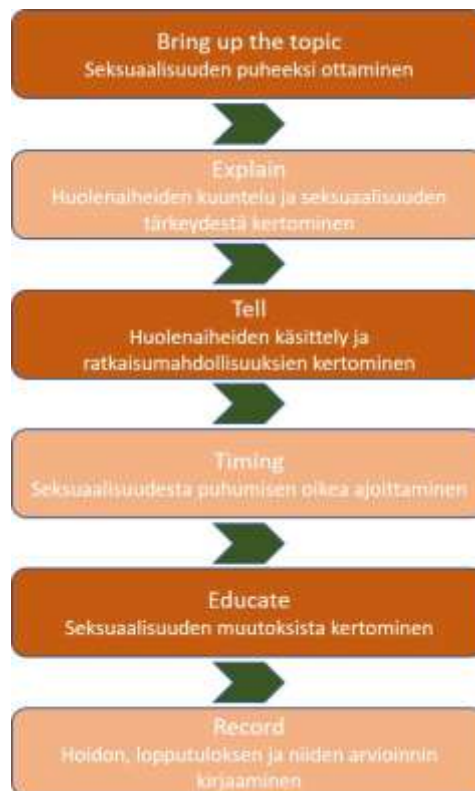 Bring up the topic
Seksuaalisuuden puheeksi ottaminen
Explain
Huolenaiheiden kuuntelu ja seksuaalisuuden
tärkeydestä kertominen
Tell
Huolenaiheiden käsittely ja
ratkaisumahdollisuuksien kertominen
Timing
Seksuaalisuudesta puhumisen oikea ajoittaminen
Educate
Seksuaalisuuden muutoksista kertominen
Record
Hoidon, lopputuloksen ja niiden arvioinnin
kirjaaminen